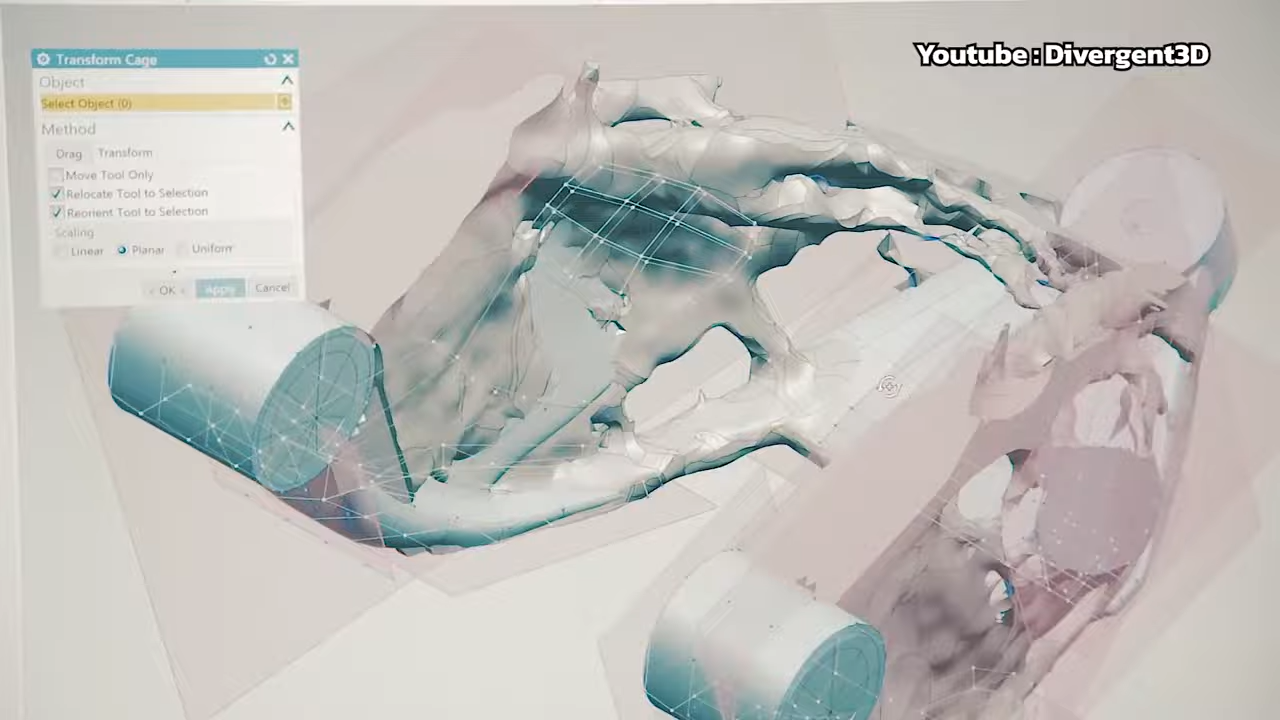 Youtube : Divergent3D
Transform Cage
Object
Select Object (0)
Method
Drag Transform
Move Tool Only
Relocate Tool to Selection
Reorient Tool to Selection
Scaling
Linear Planar Uniform
OK Apply Cancel